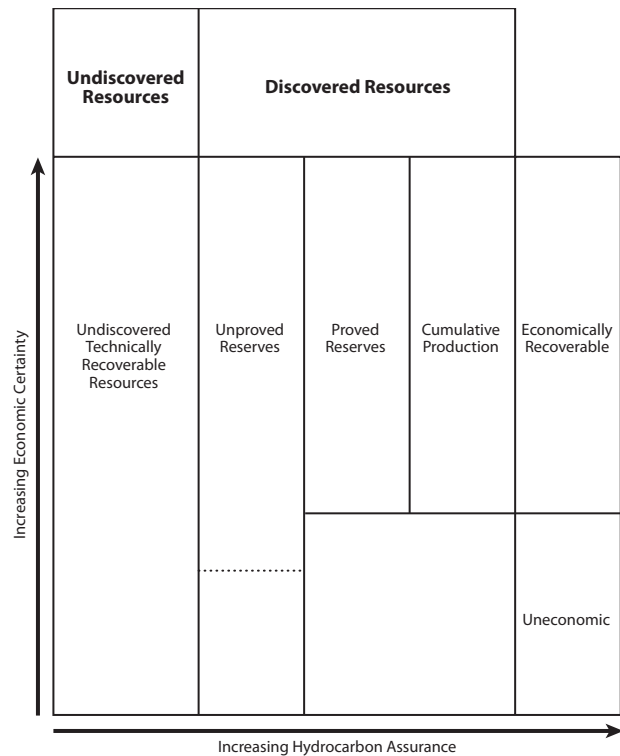 Undiscovered
Resources
Discovered Resources
Undiscovered
Technically
Recoverable
Resources
Unproved
Reserves
Proved
Reserves
Cumulative
Production
Economically
Recoverable
Uneconomic
Increasing Economic Certainty
Increasing Hydrocarbon Assurance